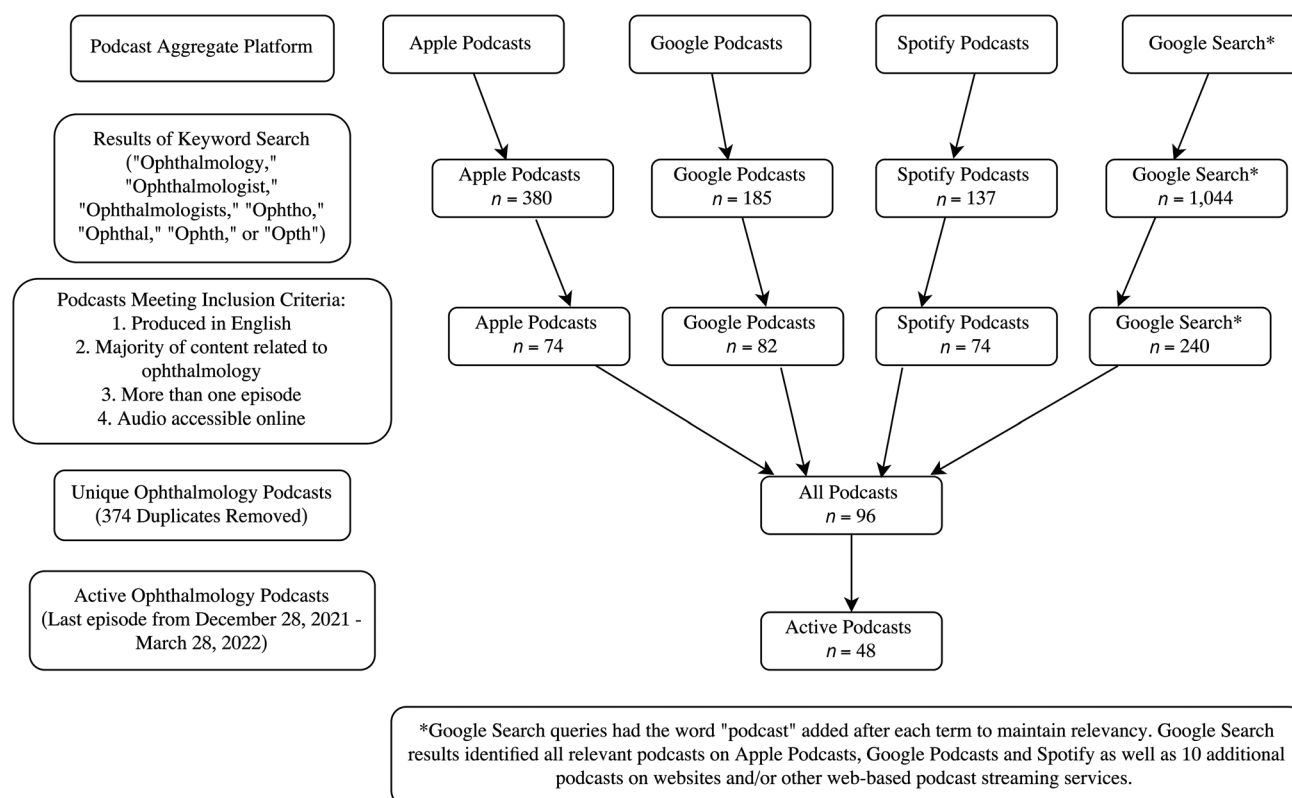 Podcast Aggregate Platform
Apple Podcasts
Google Podcasts
Spotify Podcasts
Google Search*
Results of Keyword Search
("Ophthalmology,"
"Ophthalmologist,"
"Ophthalmologists," "Ophtho,"
"Ophthal," "Ophth," or "Opth")
Apple Podcasts
n = 380
Google Podcasts
n = 185
Spotify Podcasts
n = 137
Google Search*
n = 1,044
Podcasts Meeting Inclusion Criteria:
1. Produced in English
2. Majority of content related to
ophthalmology
3. More than one episode
4. Audio accessible online
Apple Podcasts
n = 74
Google Podcasts
n = 82
Spotify Podcasts
n = 74
Google Search*
n = 240
Unique Ophthalmology Podcasts
(374 Duplicates Removed)
All Podcasts
n = 96
Active Ophthalmology Podcasts
(Last episode from December 28, 2021 -
March 28, 2022)
Active Podcasts
n = 48
*Google Search queries had the word "podcast" added after each term to maintain relevancy. Google Search
results identified all relevant podcasts on Apple Podcasts, Google Podcasts and Spotify as well as 10 additional
podcasts on websites and/or other web-based podcast streaming services.